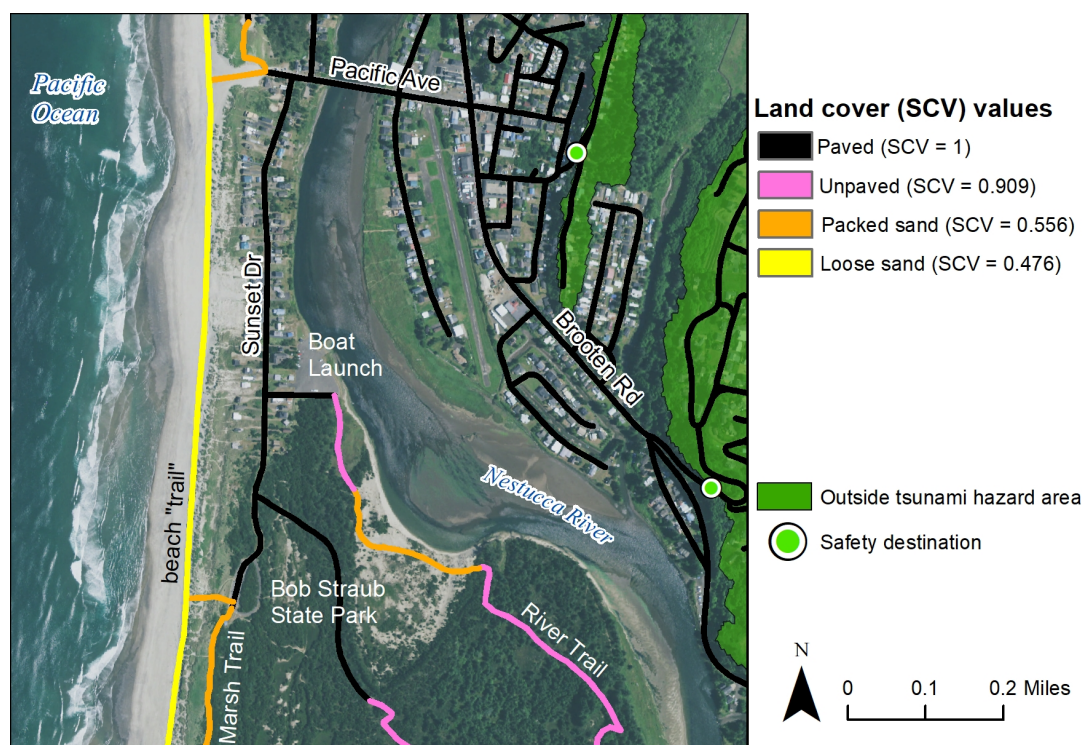 Pacific
Ocean
Pacific Ave
Sunset Dr
Boat
Launch
Brooten Rd
Nestucca River
beach "trail"
Bob Straub
State Park
River Trail
Marsh Trail
Land cover (SCV) values
Paved (SCV = 1)
Unpaved (SCV = 0.909)
Packed sand (SCV = 0.556)
Loose sand (SCV = 0.476)
Outside tsunami hazard area
Safety destination
N
0 0.1 0.2 Miles